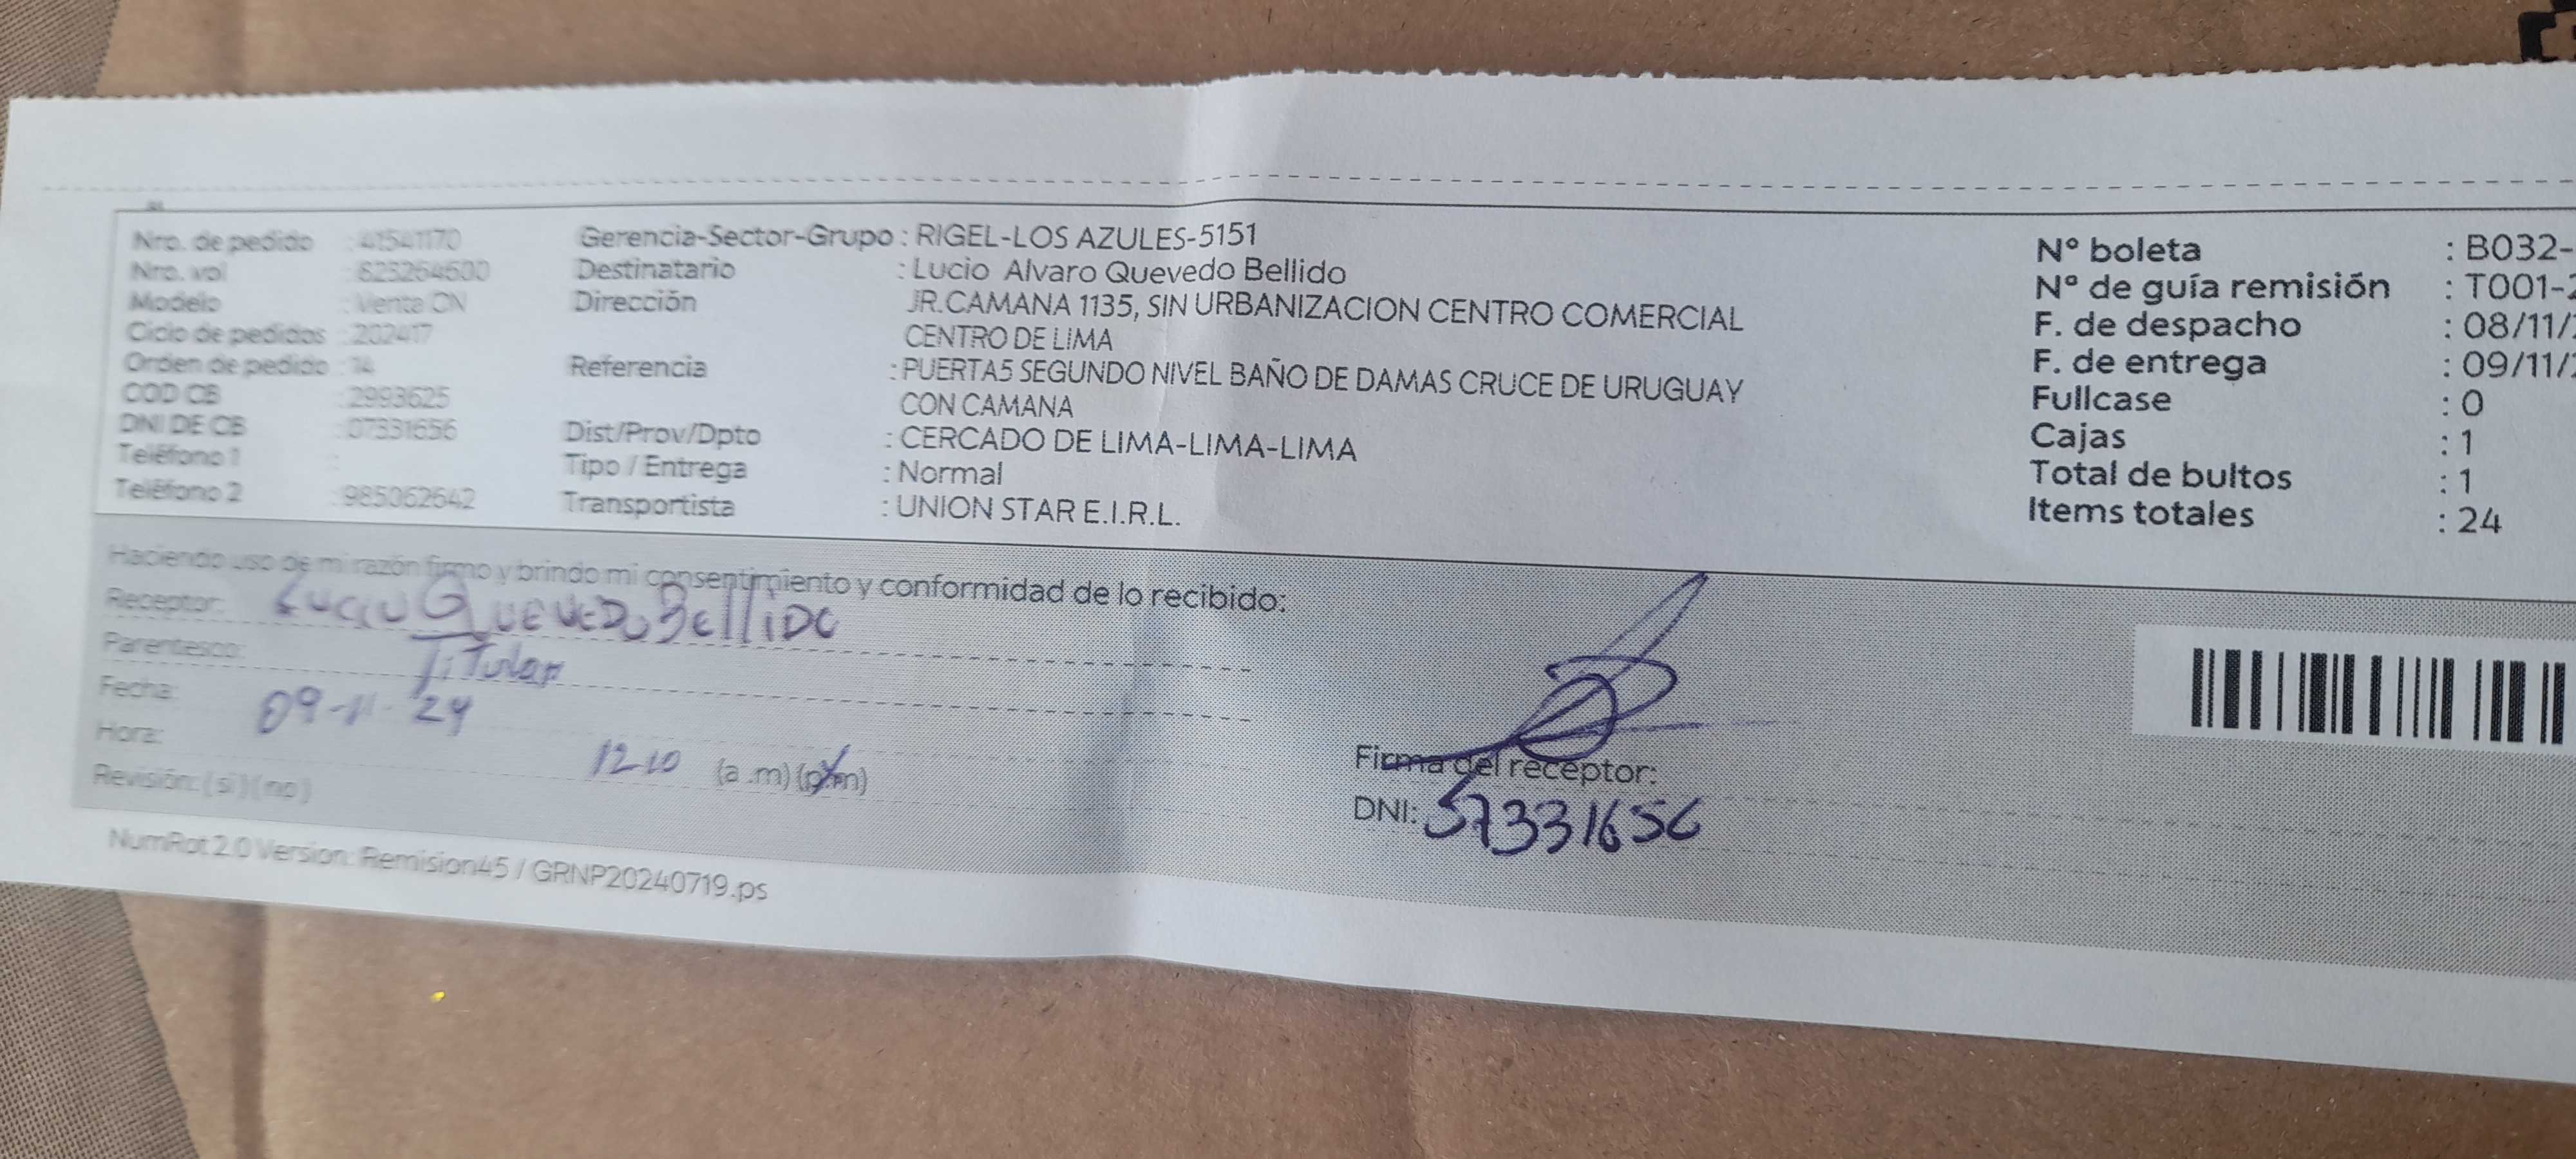 Nro. de pedido : 41541170
Nro. vol : 825264600
Modelo : Venta CN
Ciclo de pedidos : 202417
Orden de pedido : 14
COD CB : 2993625
DNI DE CB : 07331656
Teléfono 1 :
Teléfono 2 : 985062642
Gerencia-Sector-Grupo : RIGEL-LOS AZULES-5151
Destinatario : Lucio Alvaro Quevedo Bellido
Dirección JR.CAMANA 1135, SIN URBANIZACION CENTRO COMERCIAL
CENTRO DE LIMA
Referencia : PUERTA5 SEGUNDO NIVEL BAÑO DE DAMAS CRUCE DE URUGUAY
CON CAMANA
Dist/Prov/Dpto : CERCADO DE LIMA-LIMA-LIMA
Tipo / Entrega : Normal
Transportista : UNION STAR E.I.R.L.
N° boleta : B032-
N° de guía remisión : T001-2
F. de despacho : 08/11/
F. de entrega : 09/11/
Fullcase : 0
Cajas : 1
Total de bultos : 1
Items totales : 24
Haciendo uso de mi razón firmo y brindo mi consentimiento y conformidad de lo recibido:
Receptor: Lucio Quevedo Bellido
Parentesco: Titular
Fecha: 09-11-24
Hora: 12 10 (a .m) (p.m)
Revisión: ( si ) ( no )
Firma del receptor:
DNI: 07331656
NumRot 2.0 Version: Remision45 / GRNP20240719.ps